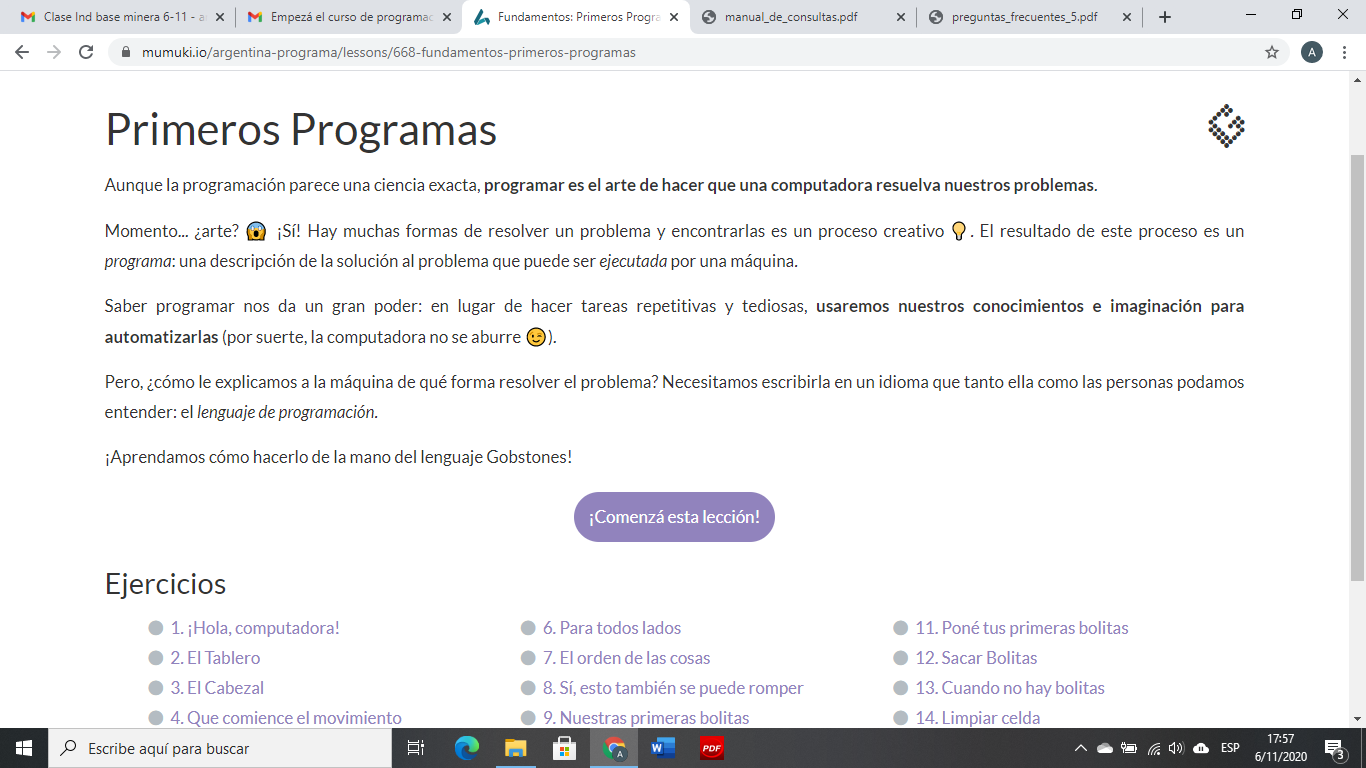 Clase Ind base minera 6-11 - a
Empezá el curso de programac
Fundamentos: Primeros Progra
manual_de_consultas.pdf
preguntas_frecuentes_5.pdf
mumuki.io/argentina-programa/lessons/668-fundamentos-primeros-programas
A
Primeros Programas
Aunque la programación parece una ciencia exacta, programar es el arte de hacer que una computadora resuelva nuestros problemas.
Momento... ¿arte? 😱 ¡Sí! Hay muchas formas de resolver un problema y encontrarlas es un proceso creativo 💡. El resultado de este proceso es un
programa: una descripción de la solución al problema que puede ser ejecutada por una máquina.
Saber programar nos da un gran poder: en lugar de hacer tareas repetitivas y tediosas, usaremos nuestros conocimientos e imaginación para
automatizarlas (por suerte, la computadora no se aburre 😉).
Pero, ¿cómo le explicamos a la máquina de qué forma resolver el problema? Necesitamos escribirla en un idioma que tanto ella como las personas podamos
entender: el lenguaje de programación.
¡Aprendamos cómo hacerlo de la mano del lenguaje Gobstones!
¡Comenzá esta lección!
Ejercicios
1. ¡Hola, computadora!
2. El Tablero
3. El Cabezal
4. Que comience el movimiento
6. Para todos lados
7. El orden de las cosas
8. Sí, esto también se puede romper
9. Nuestras primeras bolitas
11. Poné tus primeras bolitas
12. Sacar Bolitas
13. Cuando no hay bolitas
14. Limpiar celda
Escribe aquí para buscar
A
PDF
ESP
17:57
6/11/2020
3